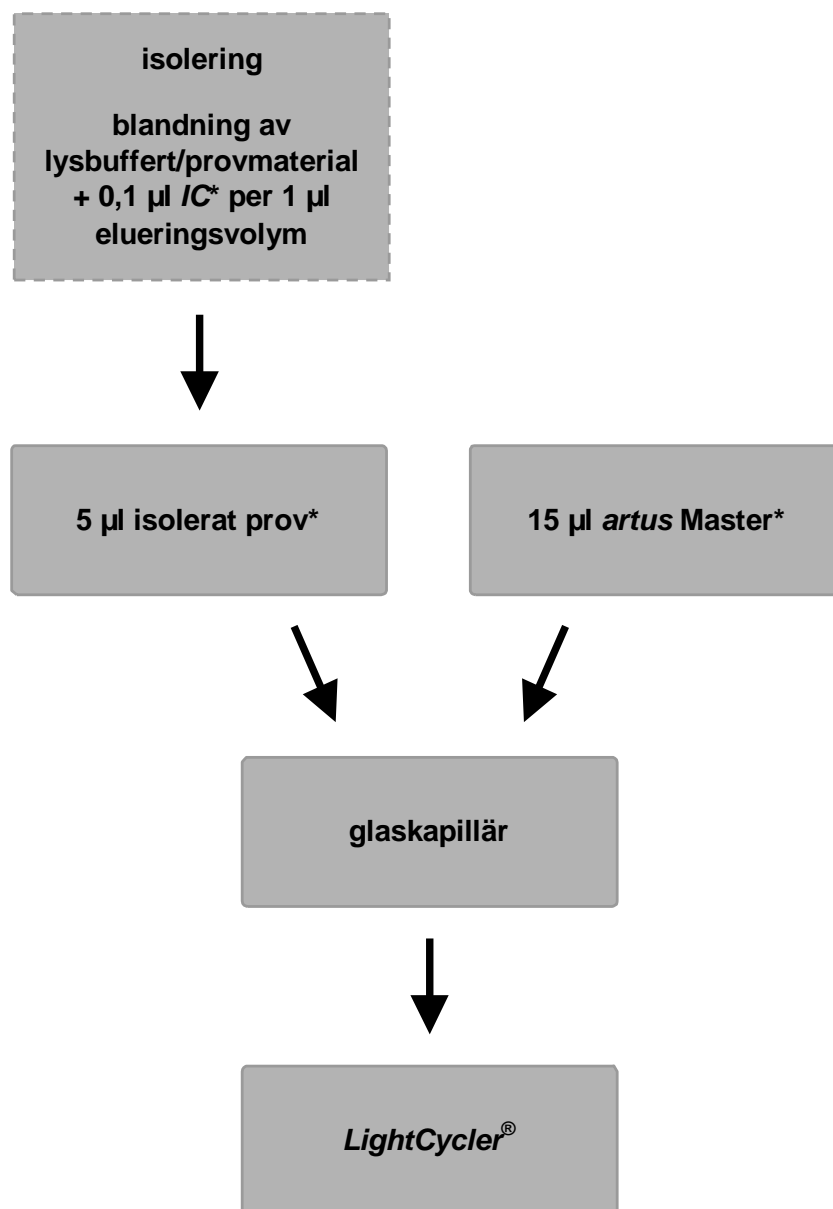 isolering
blandning av
lysbuffert/provmaterial
+ 0,1 µl IC* per 1 µl
elueringsvolym
5 µl isolerat prov*
15 µl artus Master*
glaskapillär
LightCycler®